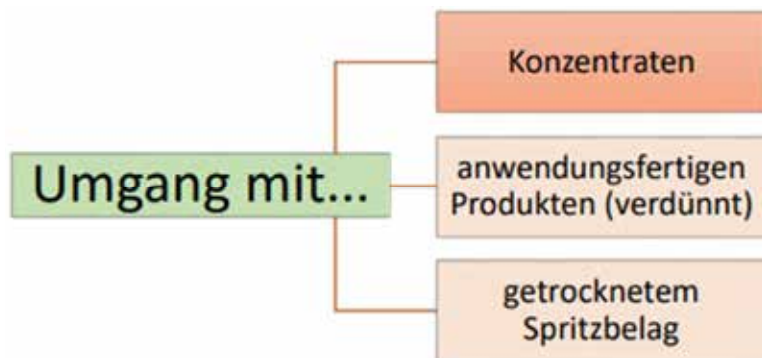 Umgang mit...
Konzentraten
anwendungsfertigen
Produkten (verdünnt)
getrocknetem
Spritzbelag